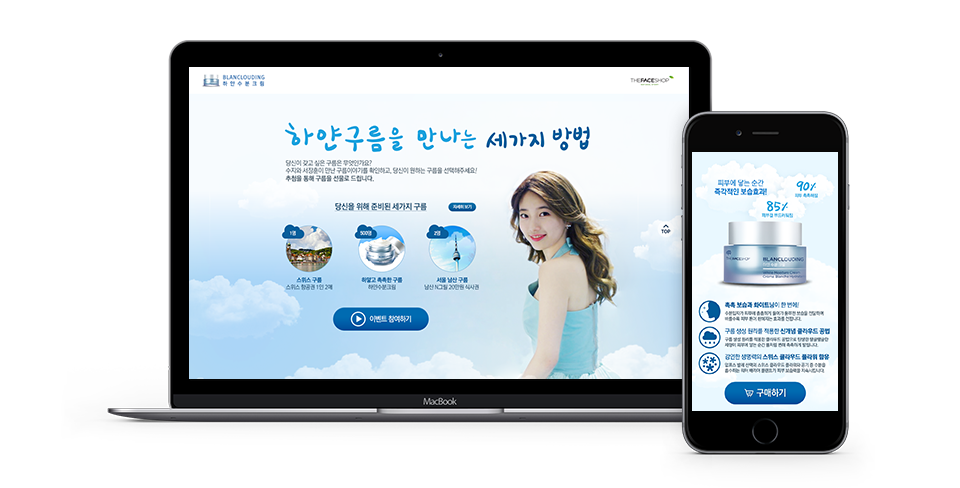 BLANCLOUDING
하얀수분크림
THEFACESHOP
하얀구름을 만나는 세가지 방법
당신이 갖고 싶은 구름은 무엇인가요?
수지와 서장훈이 만난 구름이야기를 확인하고, 당신이 원하는 구름을 선택해주세요!
추첨을 통해 구름을 선물로 드립니다.
당신을 위해 준비된 세가지 구름
자세히 보기
1명
500명
2명
스위스 구름
스위스 항공권 1인 2매
하얗고 촉촉한 구름
하얀수분크림
서울 남산 구름
남산 N그릴 20만원 식사권
이벤트 참여하기
TOP
MacBook
피부에 닿는 순간
즉각적인 보습효과!
90%
85%
THEFACESHOP
BLANCLOUDING
White Moisture Cream
촉촉 보습과 화이트닝이 한 번에!
구름 생성 원리를 적용한 신개념 클라우드 공법
강인한 생명력의 스위스 클라우드 플라워 함유
구매하기